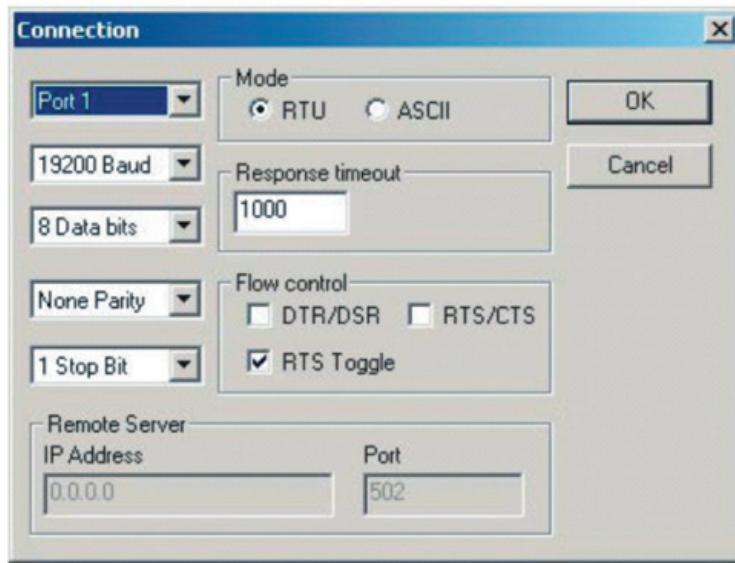 Connection
Port 1
19200 Baud
8 Data bits
None Parity
1 Stop Bit
Mode
RTU
ASCII
Response timeout
1000
Flow control
DTR/DSR
RTS/CTS
RTS Toggle
OK
Cancel
Remote Server
IP Address
Port
0.0.0.0
502